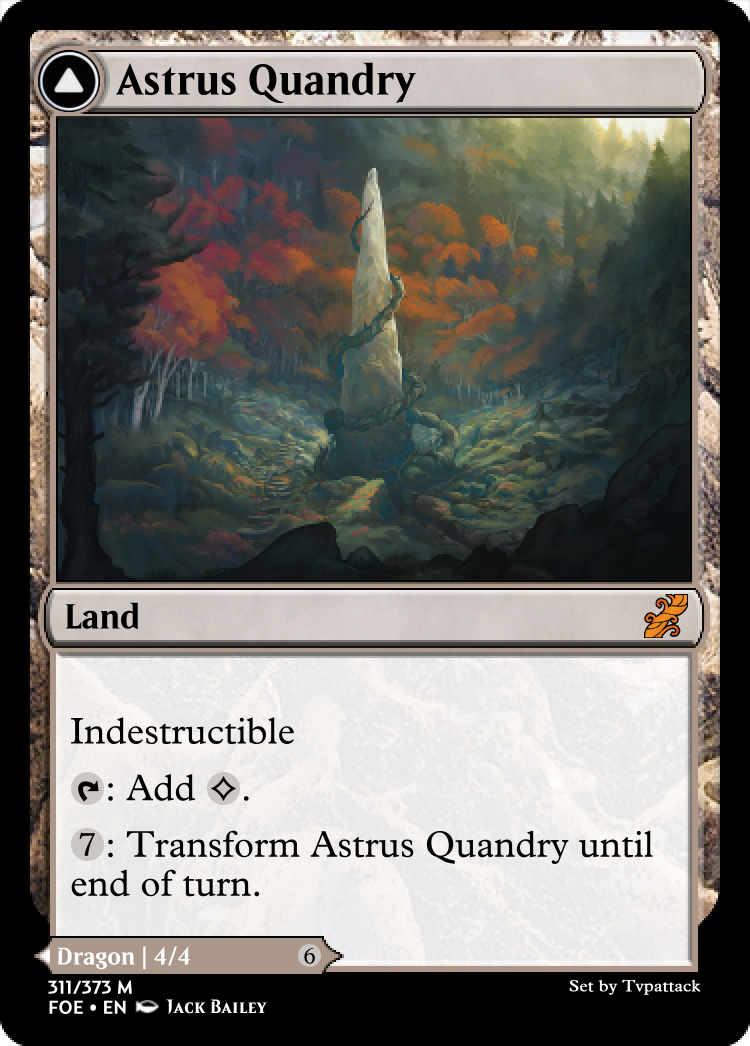 Astrus Quandry
Land
Indestructible
: Add .
7: Transform Astrus Quandry until
end of turn.
Dragon | 4/4 6
311/373 M
Set by Tvpattack
FOE • EN JACK BAILEY